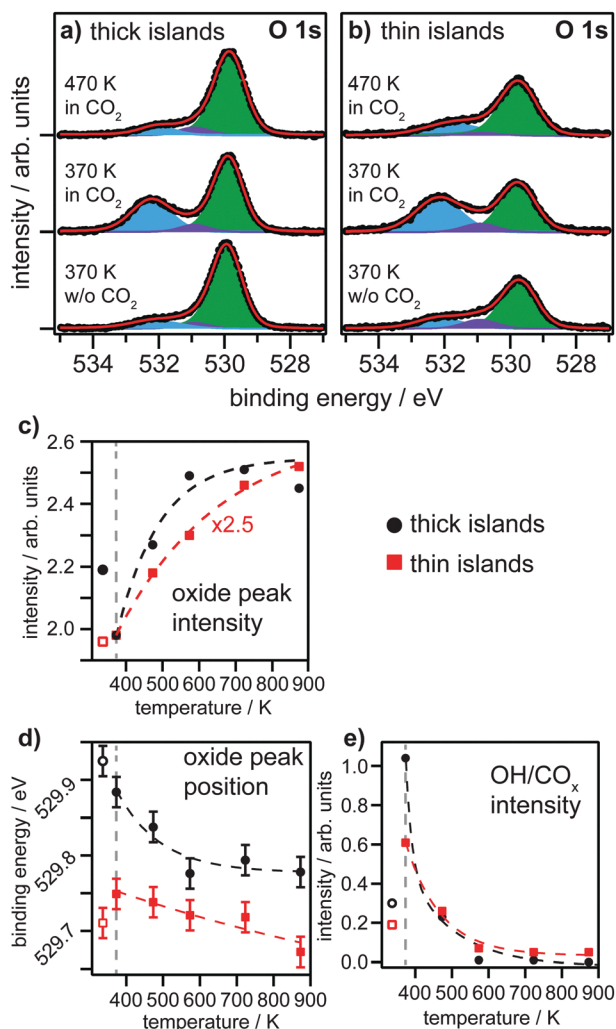 a) thick islands O 1s
b) thin islands O 1s
470 K
in CO₂
370 K
in CO₂
370 K
w/o CO₂
470 K
in CO₂
370 K
in CO₂
370 K
w/o CO₂
intensity / arb. units
534 532 530 528
534 532 530 528
binding energy / eV
c)
2.6
2.4
2.2
2.0
intensity / arb. units
x2.5
oxide peak
intensity
400 500 600 700 800 900
temperature / K
thick islands
thin islands
d)
oxide peak
position
529.9
529.8
529.7
binding energy / eV
400 500 600 700 800 900
temperature / K
e)
OH/COₓ
intensity
1.0
0.8
0.6
0.4
0.2
0.0
intensity / arb. units
400 500 600 700 800 900
temperature / K